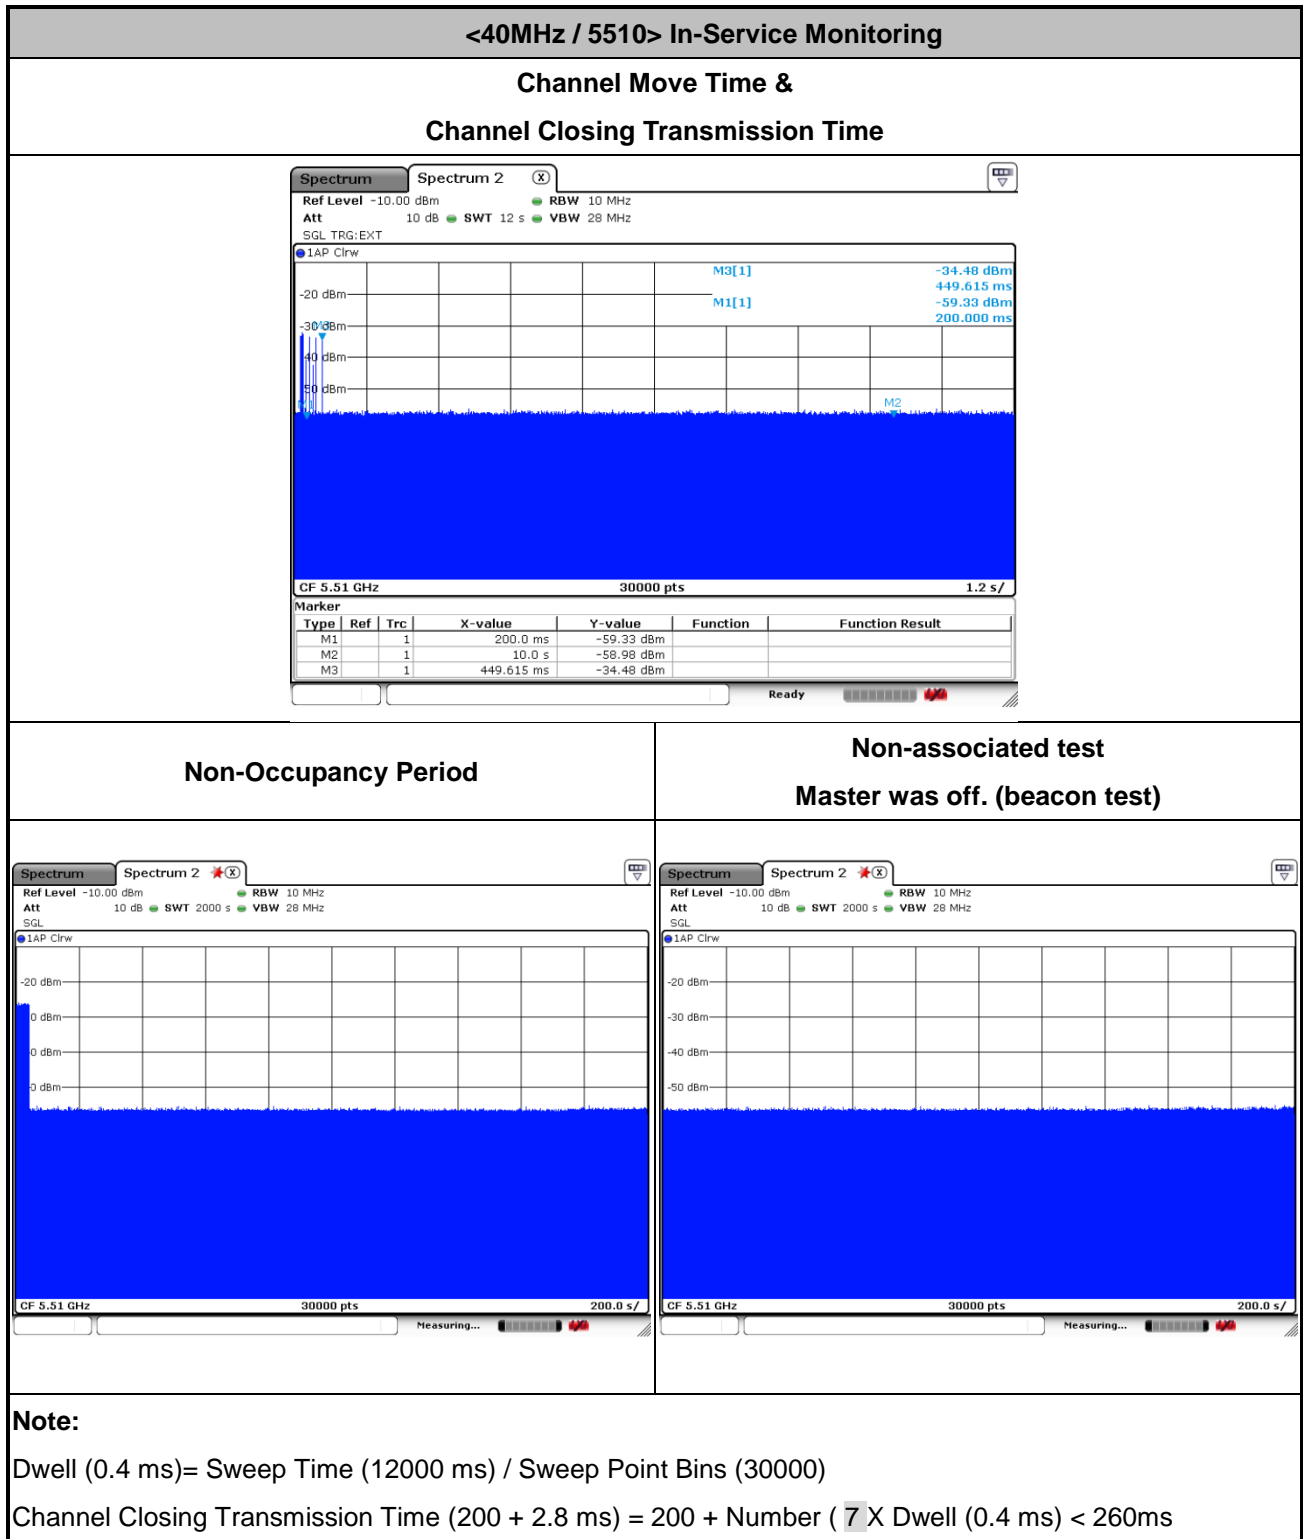 <40MHz / 5510> In-Service Monitoring
Channel Move Time &
Channel Closing Transmission Time
Spectrum Spectrum 2 X
Ref Level -10.00 dBm RBW 10 MHz
Att 10 dB SWT 12 s VBW 28 MHz
SGL TRG:EXT
1AP Clrw
M3[1] -34.48 dBm
449.615 ms
-20 dBm
M1[1] -59.33 dBm
200.000 ms
M2
CF 5.51 GHz 30000 pts 1.2 s/
Marker
Type Ref Trc X-value Y-value Function Function Result
M1 1 200.0 ms -59.33 dBm
M2 1 10.0 s -58.98 dBm
M3 1 449.615 ms -34.48 dBm
Ready
Non-Occupancy Period
Non-associated test
Master was off. (beacon test)
Spectrum Spectrum 2 X
Ref Level -10.00 dBm RBW 10 MHz
Att 10 dB SWT 2000 s VBW 28 MHz
SGL
1AP Clrw
-20 dBm
0 dBm
0 dBm
0 dBm
CF 5.51 GHz 30000 pts 200.0 s/
Measuring...
Spectrum Spectrum 2 X
Ref Level -10.00 dBm RBW 10 MHz
Att 10 dB SWT 2000 s VBW 28 MHz
SGL
1AP Clrw
-20 dBm
-30 dBm
-40 dBm
-50 dBm
CF 5.51 GHz 30000 pts 200.0 s/
Measuring...
Note:
Dwell (0.4 ms)= Sweep Time (12000 ms) / Sweep Point Bins (30000)
Channel Closing Transmission Time (200 + 2.8 ms) = 200 + Number ( 7 X Dwell (0.4 ms) < 260ms